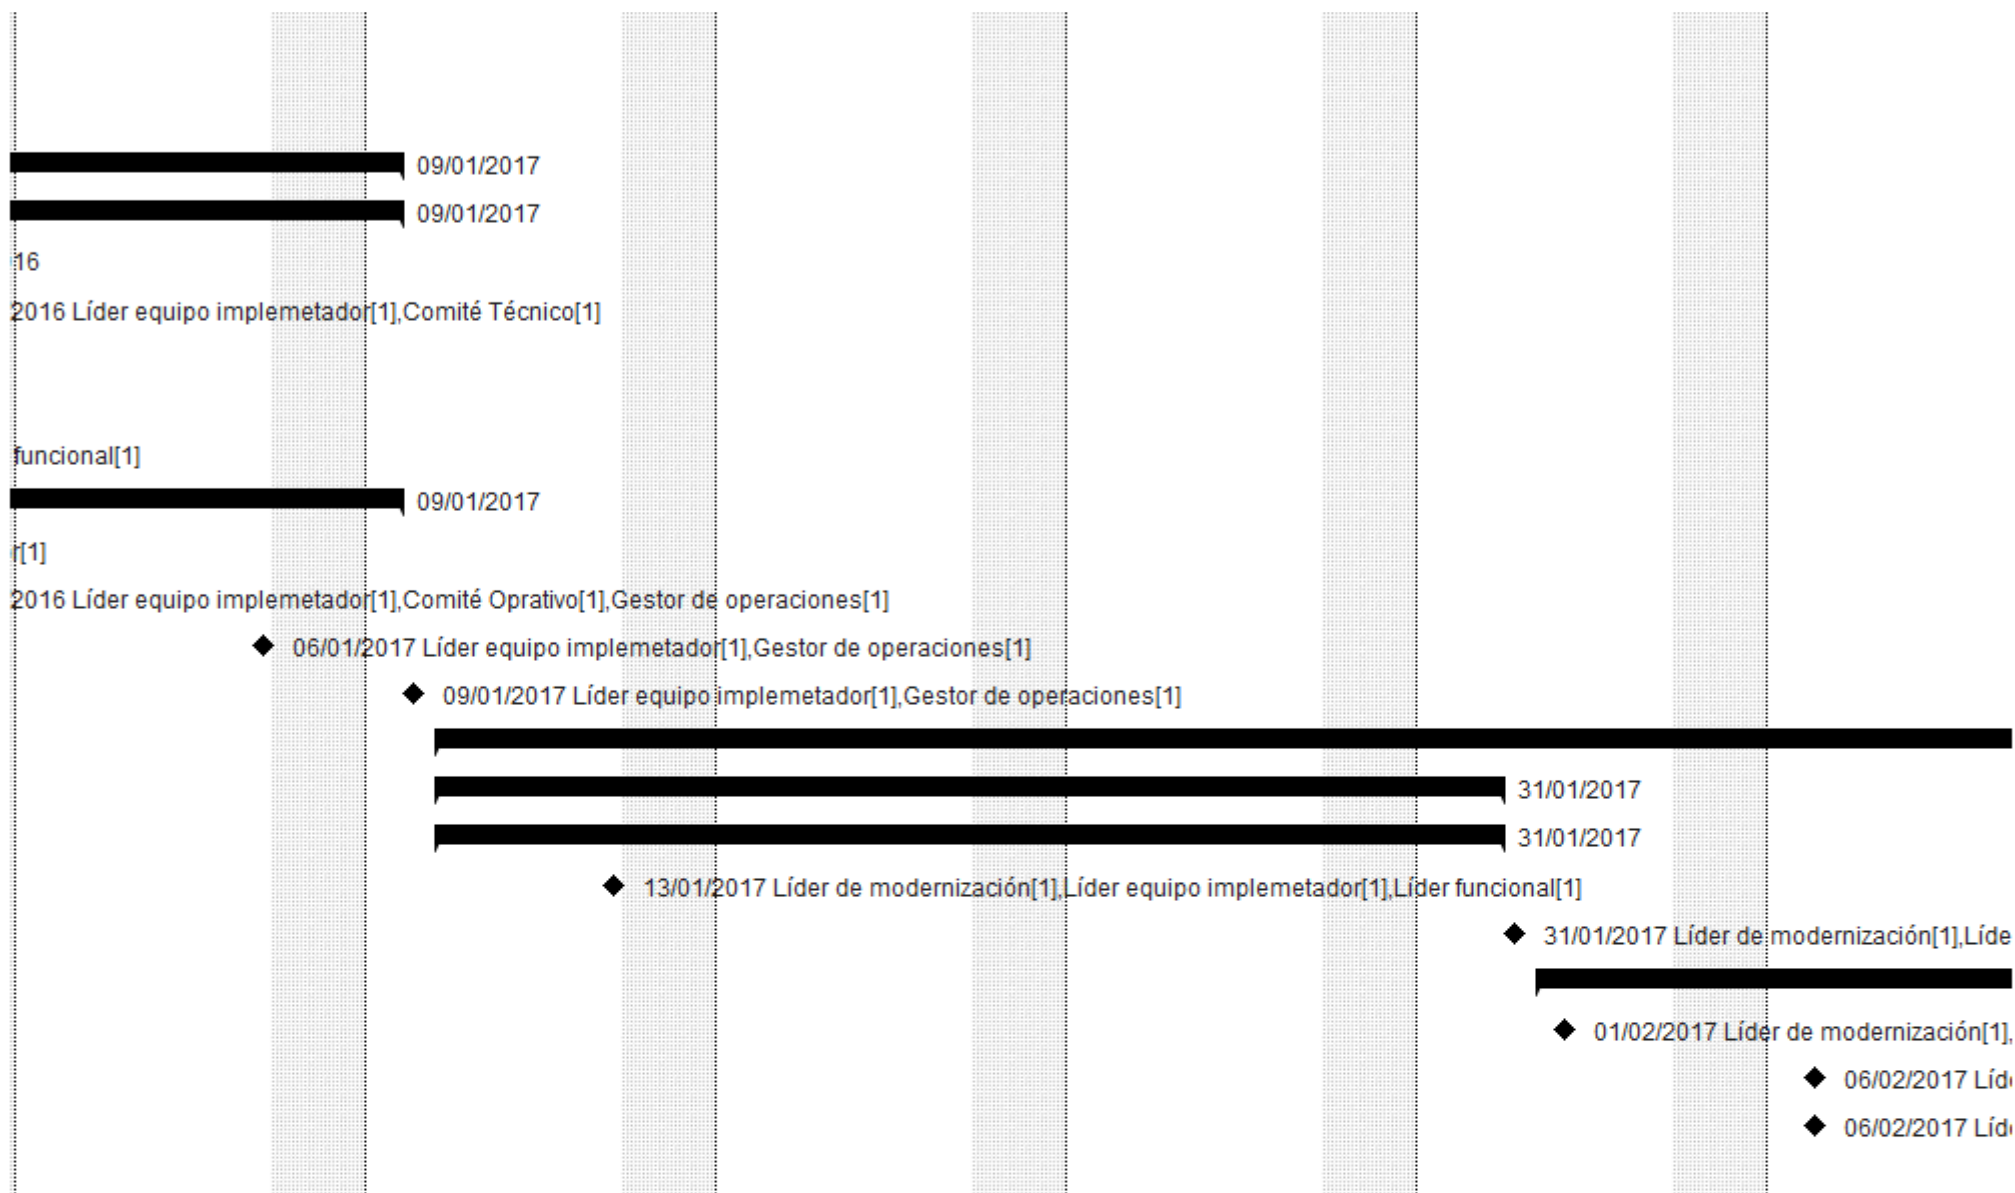 09/01/2017
09/01/2017
16
2016 Líder equipo implemetador[1],Comité Técnico[1]
funcional[1]
09/01/2017
r[1]
2016 Líder equipo implemetador[1],Comité Oprativo[1],Gestor de operaciones[1]
06/01/2017 Líder equipo implemetador[1],Gestor de operaciones[1]
09/01/2017 Líder equipo implemetador[1],Gestor de operaciones[1]
31/01/2017
31/01/2017
13/01/2017 Líder de modernización[1],Líder equipo implemetador[1],Líder funcional[1]
31/01/2017 Líder de modernización[1],Líde
01/02/2017 Líder de modernización[1],
06/02/2017 Líd
06/02/2017 Líd